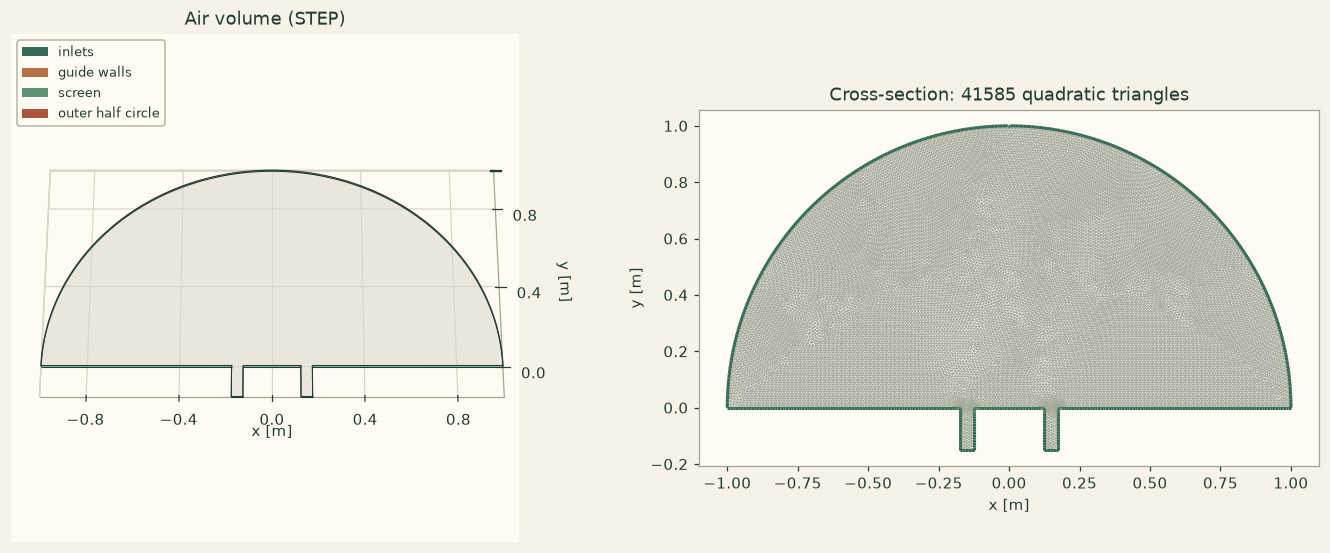 Air volume (STEP)
inlets
guide walls
screen
outer half circle
0.8
0.4
0.0
y [m]
−0.8
−0.4
0.0
0.4
0.8
x [m]
Cross-section: 41585 quadratic triangles
1.0
0.8
0.6
0.4
0.2
0.0
−0.2
y [m]
−1.00
−0.75
−0.50
−0.25
0.00
0.25
0.50
0.75
1.00
x [m]